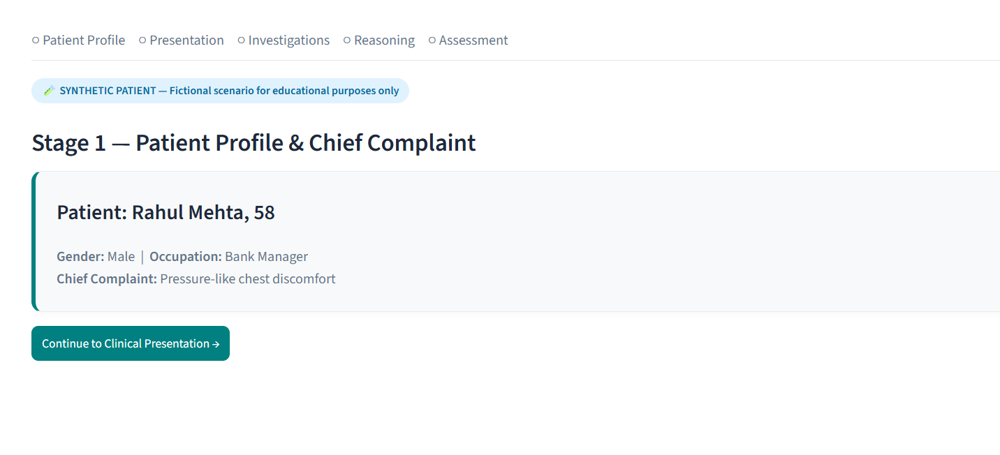 ○ Patient Profile ○ Presentation ○ Investigations ○ Reasoning ○ Assessment
SYNTHETIC PATIENT — Fictional scenario for educational purposes only
Stage 1 — Patient Profile & Chief Complaint
Patient: Rahul Mehta, 58
Gender: Male | Occupation: Bank Manager
Chief Complaint: Pressure-like chest discomfort
Continue to Clinical Presentation →